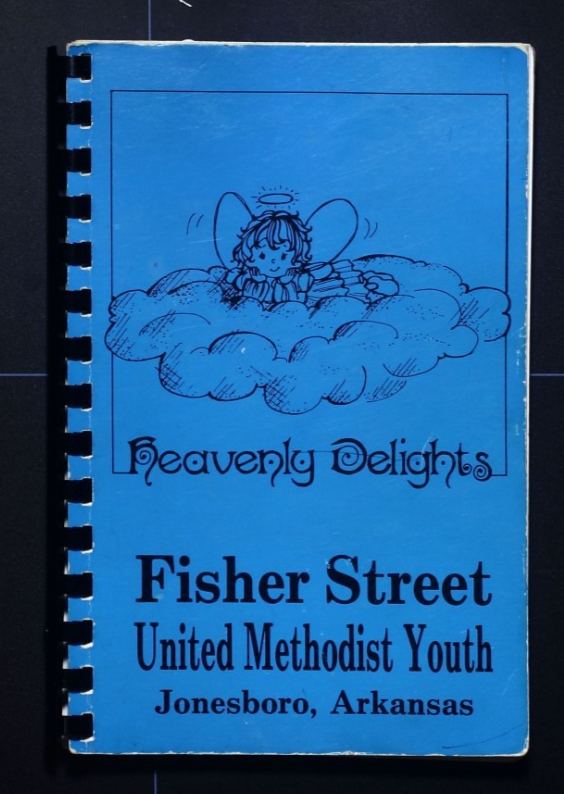 Heavenly Delights
Fisher Street
United Methodist Youth
Jonesboro, Arkansas